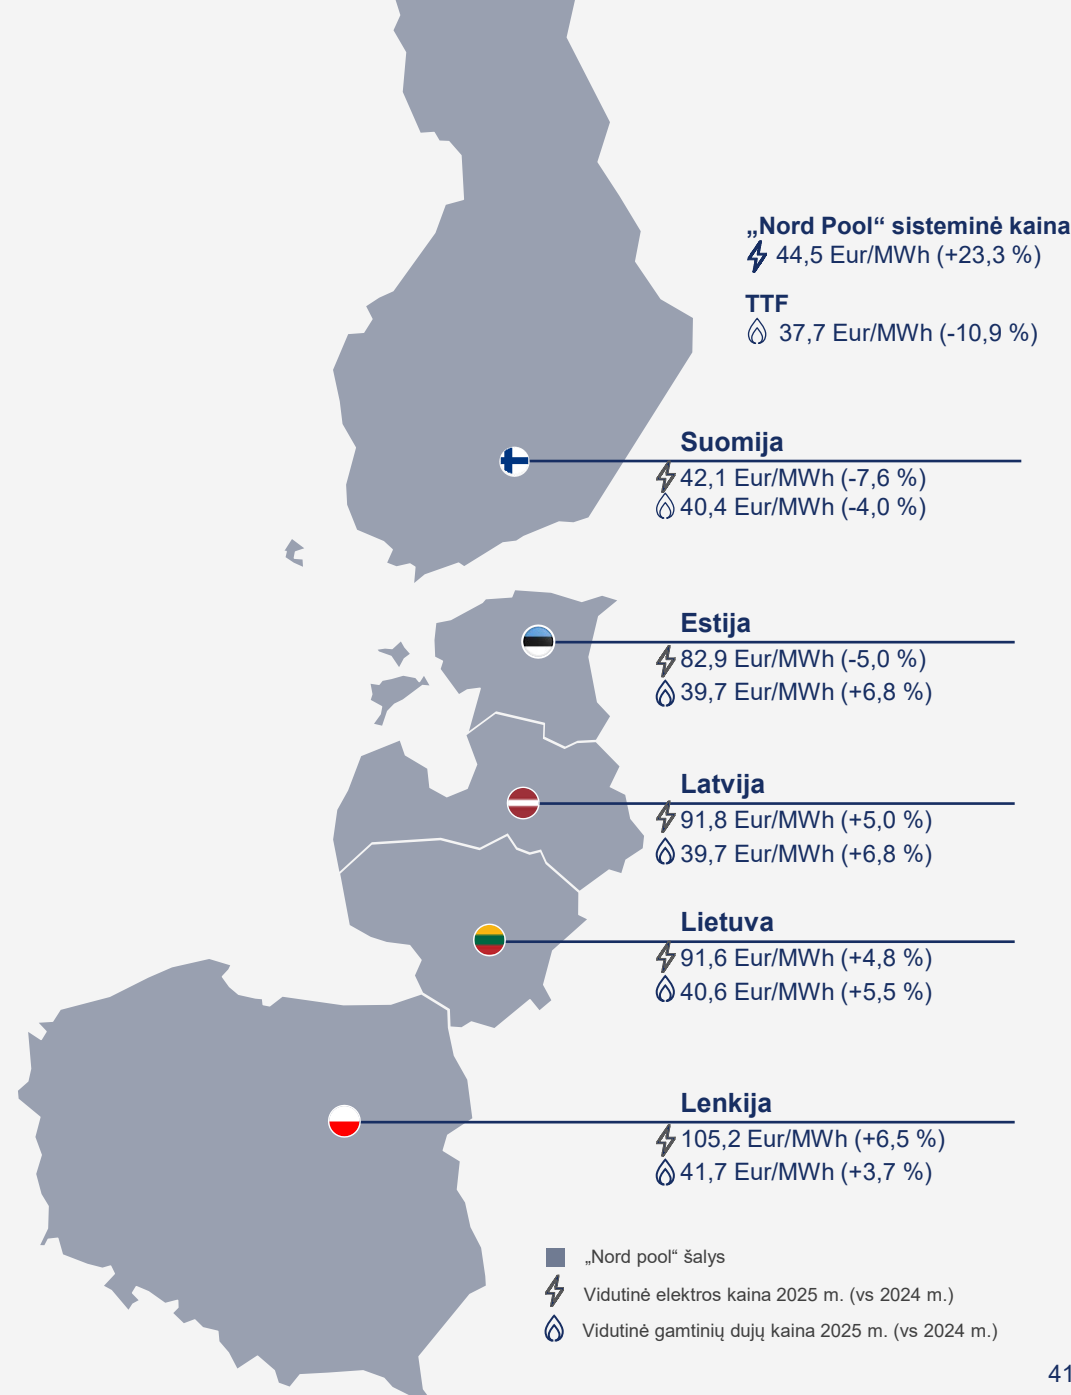 „Nord Pool“ sisteminė kaina
44,5 Eur/MWh (+23,3 %)
TTF
37,7 Eur/MWh (-10,9 %)
Suomija
42,1 Eur/MWh (-7,6 %)
40,4 Eur/MWh (-4,0 %)
Estija
82,9 Eur/MWh (-5,0 %)
39,7 Eur/MWh (+6,8 %)
Latvija
91,8 Eur/MWh (+5,0 %)
39,7 Eur/MWh (+6,8 %)
Lietuva
91,6 Eur/MWh (+4,8 %)
40,6 Eur/MWh (+5,5 %)
Lenkija
105,2 Eur/MWh (+6,5 %)
41,7 Eur/MWh (+3,7 %)
„Nord pool“ šalys
Vidutinė elektros kaina 2025 m. (vs 2024 m.)
Vidutinė gamtinių dujų kaina 2025 m. (vs 2024 m.)
41